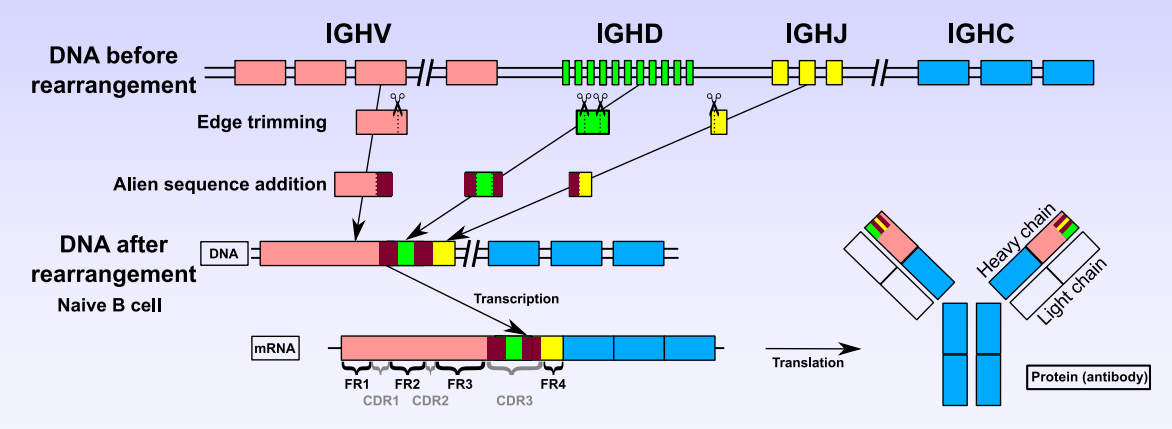 IGHV
IGHD
IGHJ
IGHC
DNA before
rearrangement
Edge trimming
Alien sequence addition
DNA after
rearrangement
Naive B cell
DNA
Transcription
mRNA
FR1
FR2
FR3
FR4
CDR1
CDR2
CDR3
Translation
Heavy chain
Light chain
Protein (antibody)